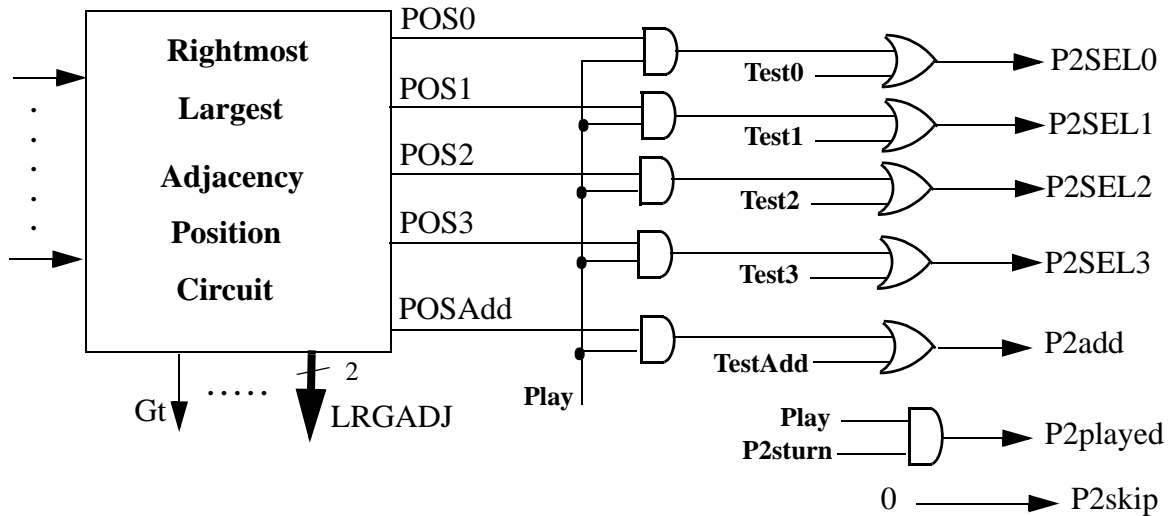 POS0
Rightmost
Largest
Adjacency
Position
Circuit
POS1
POS2
POS3
POSAdd
Test0
Test1
Test2
Test3
TestAdd
P2SEL0
P2SEL1
P2SEL2
P2SEL3
P2add
Gt
2
LRGADJ
Play
Play
P2sturn
P2played
0
P2skip